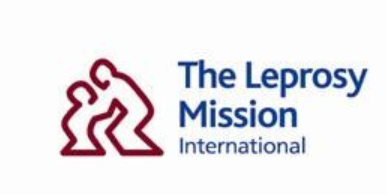 The Leprosy
Mission
International